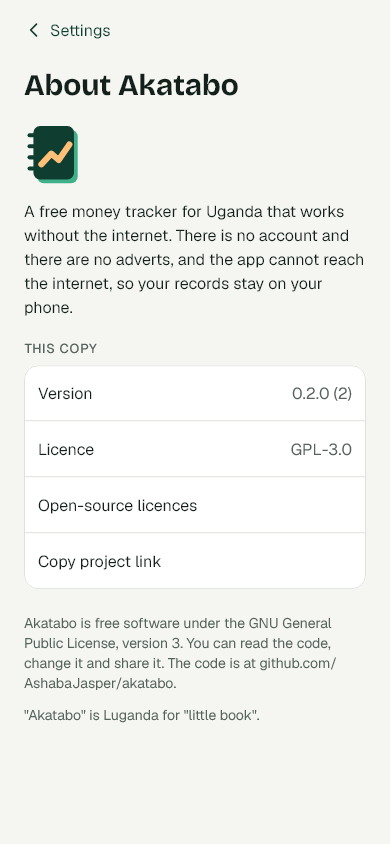 Settings
About Akatabo
A free money tracker for Uganda that works
without the internet. There is no account and
there are no adverts, and the app cannot reach
the internet, so your records stay on your
phone.
THIS COPY
Version 0.2.0 (2)
Licence GPL-3.0
Open-source licences
Copy project link
Akatabo is free software under the GNU General
Public License, version 3. You can read the code,
change it and share it. The code is at github.com/
AshabaJasper/akatabo.
"Akatabo" is Luganda for "little book".